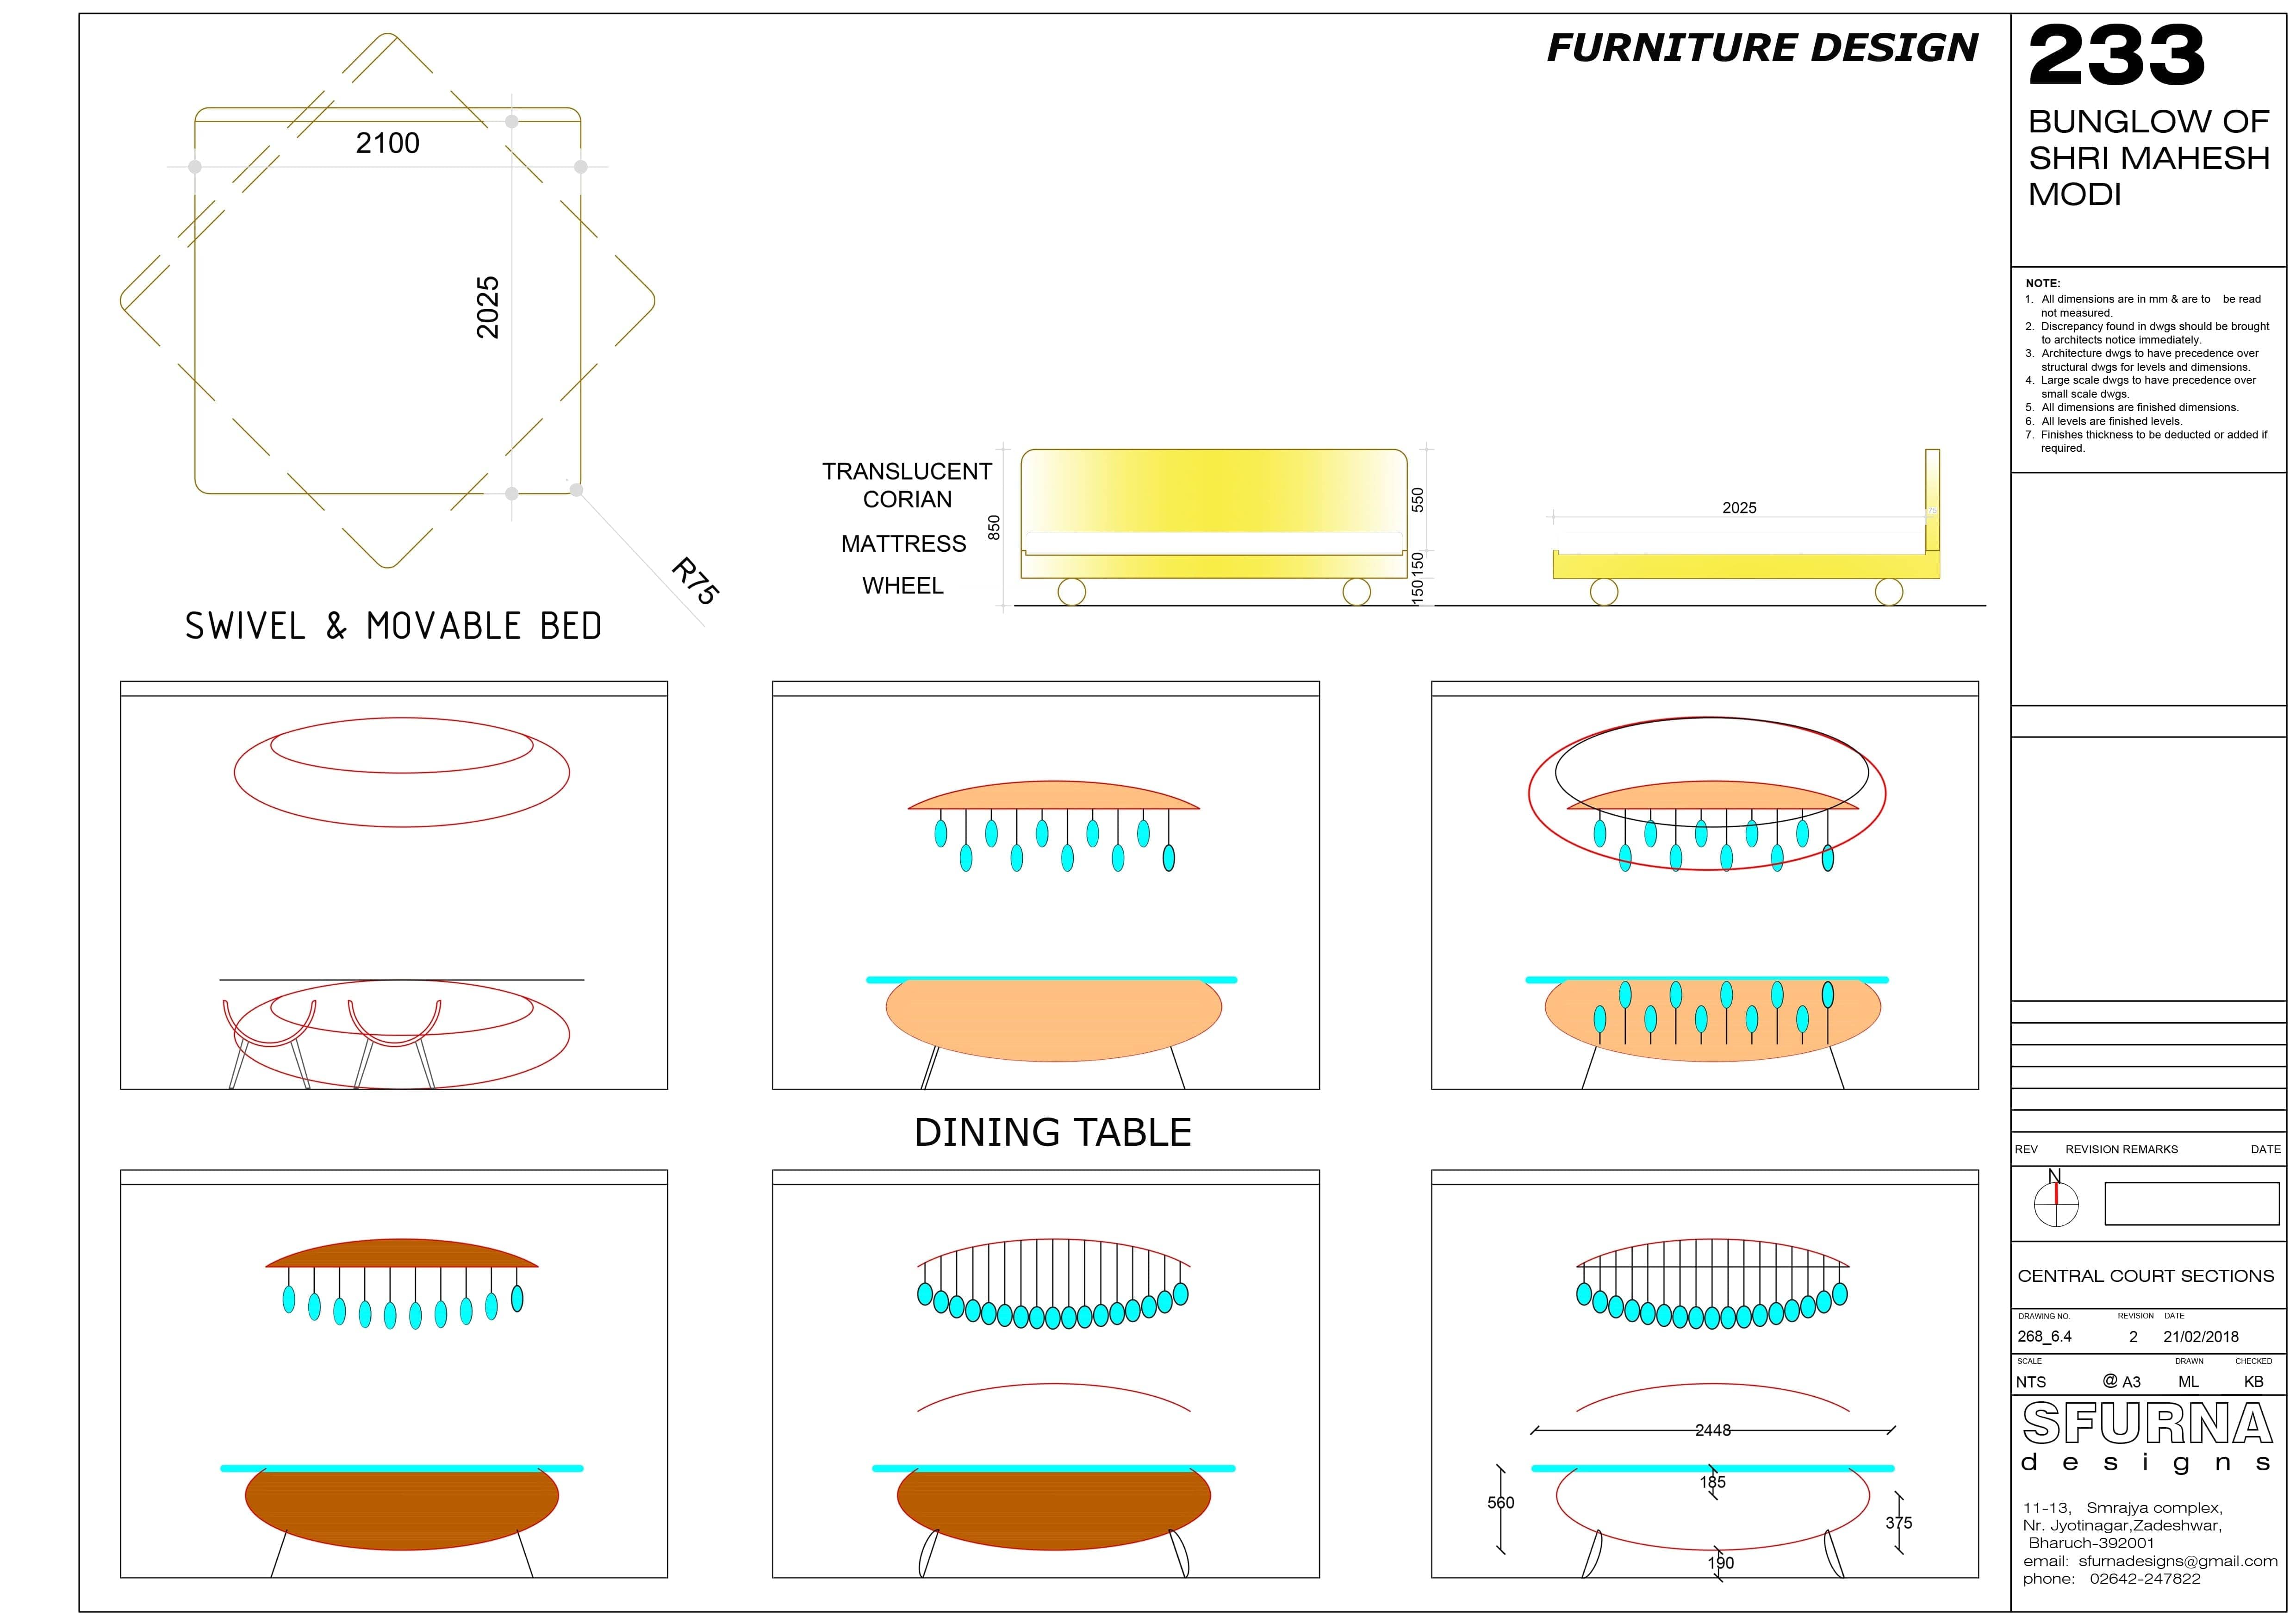 FURNITURE DESIGN
2100
2025
R75
SWIVEL & MOVABLE BED
TRANSLUCENT
CORIAN
MATTRESS
WHEEL
850
550
150
150
2025
75
DINING TABLE
2448
185
560
375
190
233
BUNGLOW OF
SHRI MAHESH
MODI
NOTE:
1. All dimensions are in mm & are to be read
not measured.
2. Discrepancy found in dwgs should be brought
to architects notice immediately.
3. Architecture dwgs to have precedence over
structural dwgs for levels and dimensions.
4. Large scale dwgs to have precedence over
small scale dwgs.
5. All dimensions are finished dimensions.
6. All levels are finished levels.
7. Finishes thickness to be deducted or added if
required.
REV REVISION REMARKS DATE
N
CENTRAL COURT SECTIONS
DRAWING NO. REVISION DATE
268_6.4 2 21/02/2018
SCALE DRAWN CHECKED
NTS @ A3 ML KB
SFURNA
designs
11-13, Smrajya complex,
Nr. Jyotinagar,Zadeshwar,
Bharuch-392001
email: sfurnadesigns@gmail.com
phone: 02642-247822